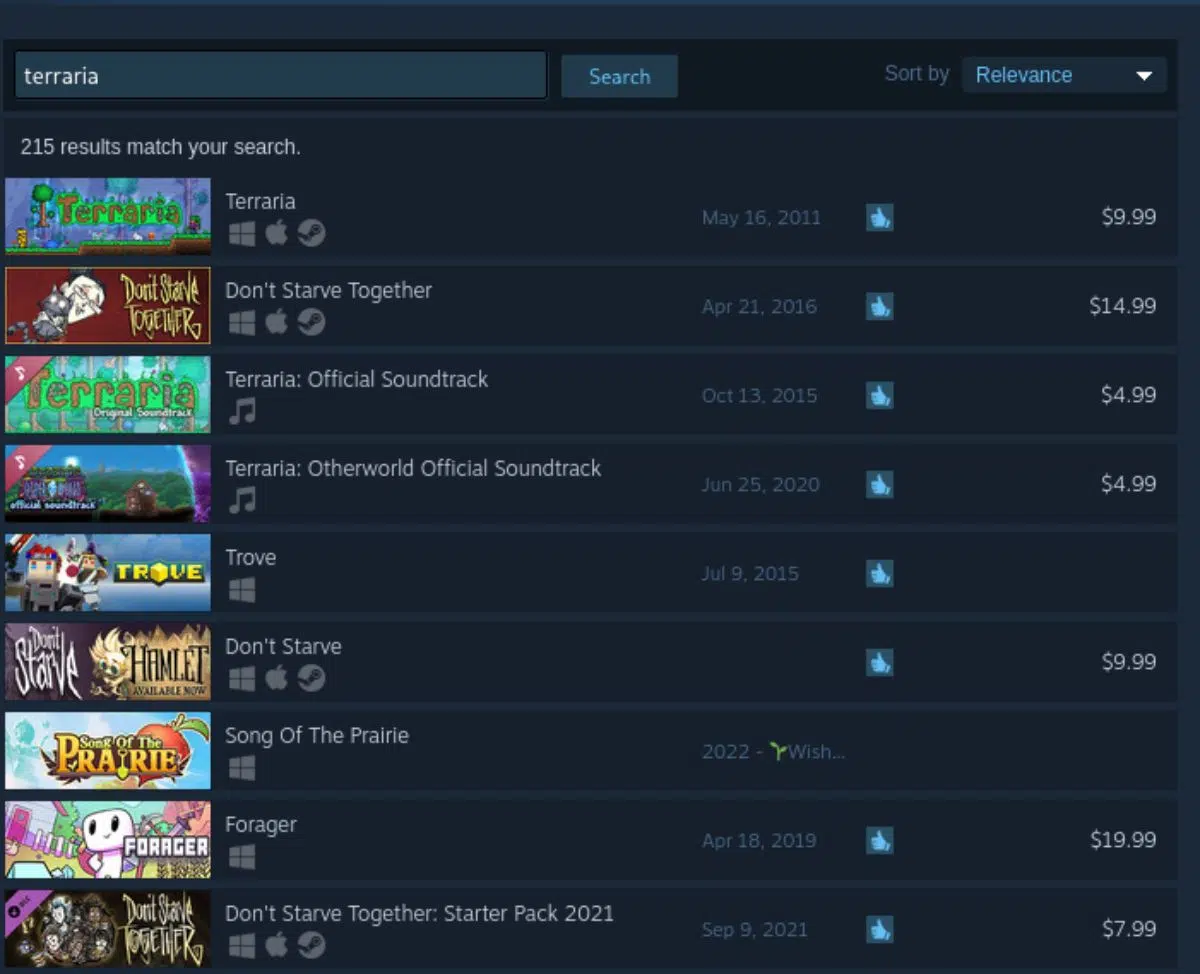 terraria
Search
Sort by
Relevance
215 results match your search.
Terraria
Terraria
May 16, 2011
$9.99
Don't Starve
TOGETHER
Don't Starve Together
Apr 21, 2016
$14.99
Terraria
Original Soundtrack
Terraria: Official Soundtrack
Oct 13, 2015
$4.99
official soundtrack
Terraria: Otherworld Official Soundtrack
Jun 25, 2020
$4.99
TROVE
Trove
Jul 9, 2015
Don't
Starve
HAMLET
AVAILABLE NOW
Don't Starve
$9.99
Song Of The
PRAIRIE
Song Of The Prairie
2022 - 🌱Wish...
FORAGER
Forager
Apr 18, 2019
$19.99
DLC
Don't Starve
TOGETHER
Don't Starve Together: Starter Pack 2021
Sep 9, 2021
$7.99